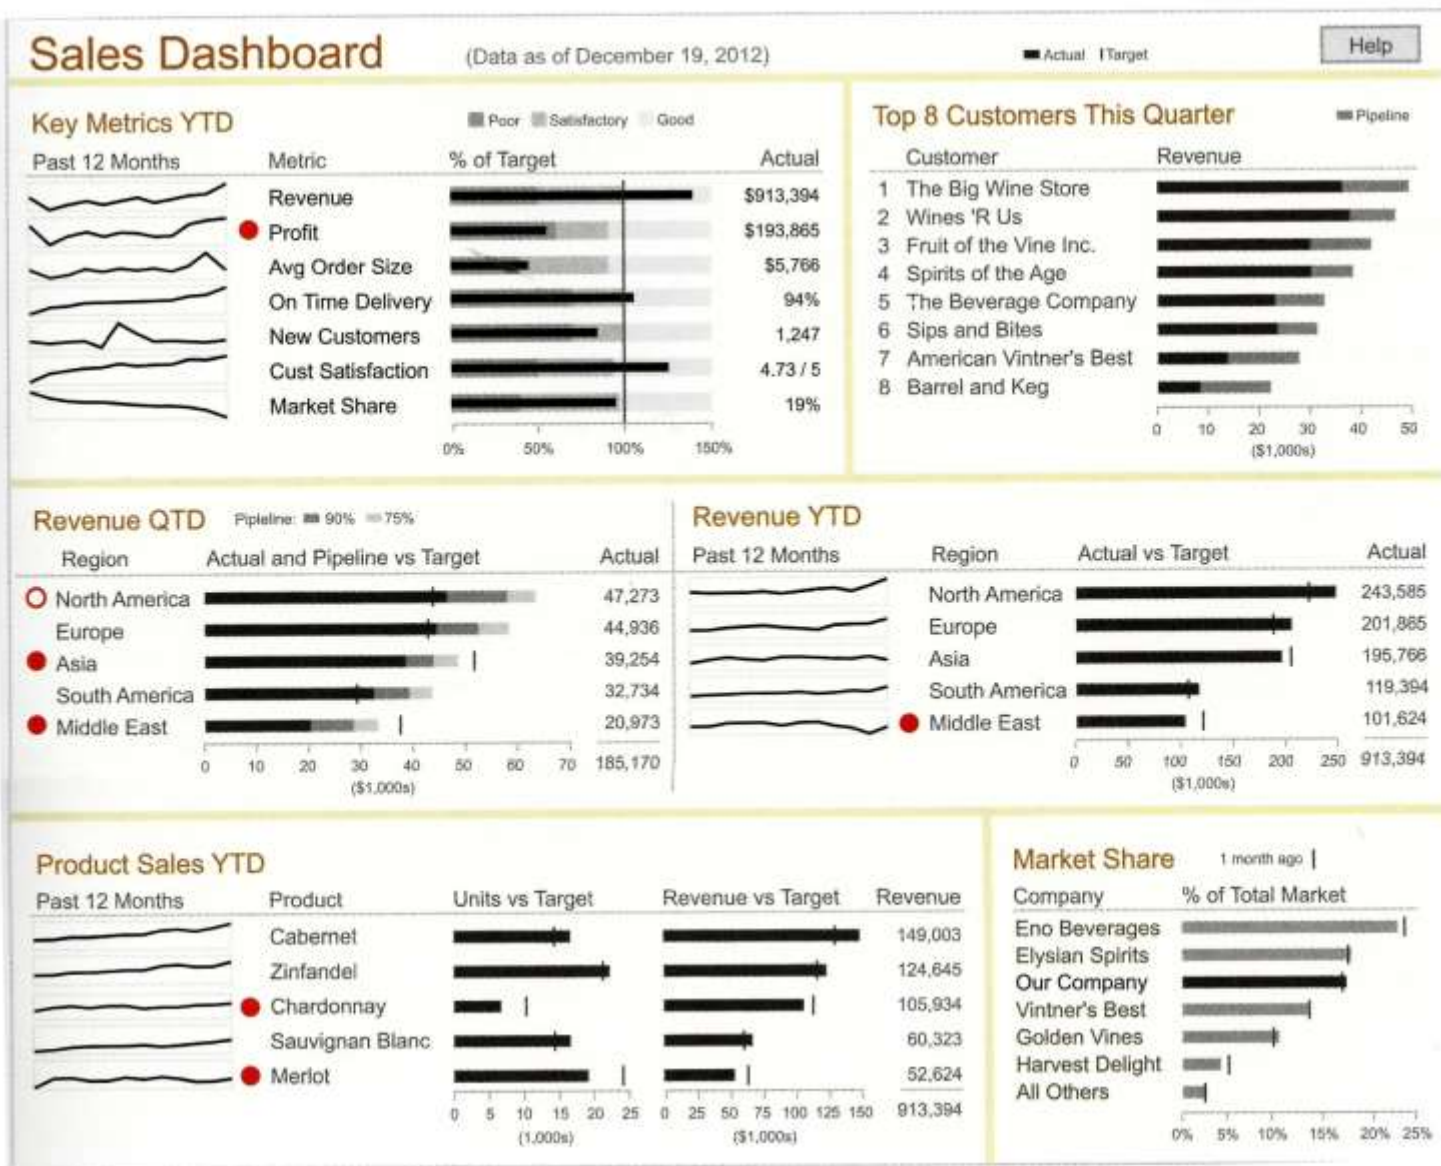 Sales Dashboard (Data as of December 19, 2012) Actual Target Help
Key Metrics YTD Poor Satisfactory Good
Past 12 Months Metric % of Target Actual
Revenue $913,394
Profit $193,865
Avg Order Size $5,766
On Time Delivery 94%
New Customers 1,247
Cust Satisfaction 4.73 / 5
Market Share 19%
0% 50% 100% 150%
Top 8 Customers This Quarter Pipeline
Customer Revenue
1 The Big Wine Store
2 Wines 'R Us
3 Fruit of the Vine Inc.
4 Spirits of the Age
5 The Beverage Company
6 Sips and Bites
7 American Vintner's Best
8 Barrel and Keg
0 10 20 30 40 50
($1,000s)
Revenue QTD Pipleline: 90% 75%
Region Actual and Pipeline vs Target Actual
North America 47,273
Europe 44,936
Asia 39,254
South America 32,734
Middle East 20,973
0 10 20 30 40 50 60 70 185,170
($1,000s)
Revenue YTD
Past 12 Months Region Actual vs Target Actual
North America 243,585
Europe 201,865
Asia 195,766
South America 119,394
Middle East 101,624
0 50 100 150 200 250 913,394
($1,000s)
Product Sales YTD
Past 12 Months Product Units vs Target Revenue vs Target Revenue
Cabernet 149,003
Zinfandel 124,645
Chardonnay 105,934
Sauvignan Blanc 60,323
Merlot 52,624
0 5 10 15 20 25 0 25 50 75 100 125 150 913,394
(1,000s) ($1,000s)
Market Share 1 month ago
Company % of Total Market
Eno Beverages
Elysian Spirits
Our Company
Vintner's Best
Golden Vines
Harvest Delight
All Others
0% 5% 10% 15% 20% 25%